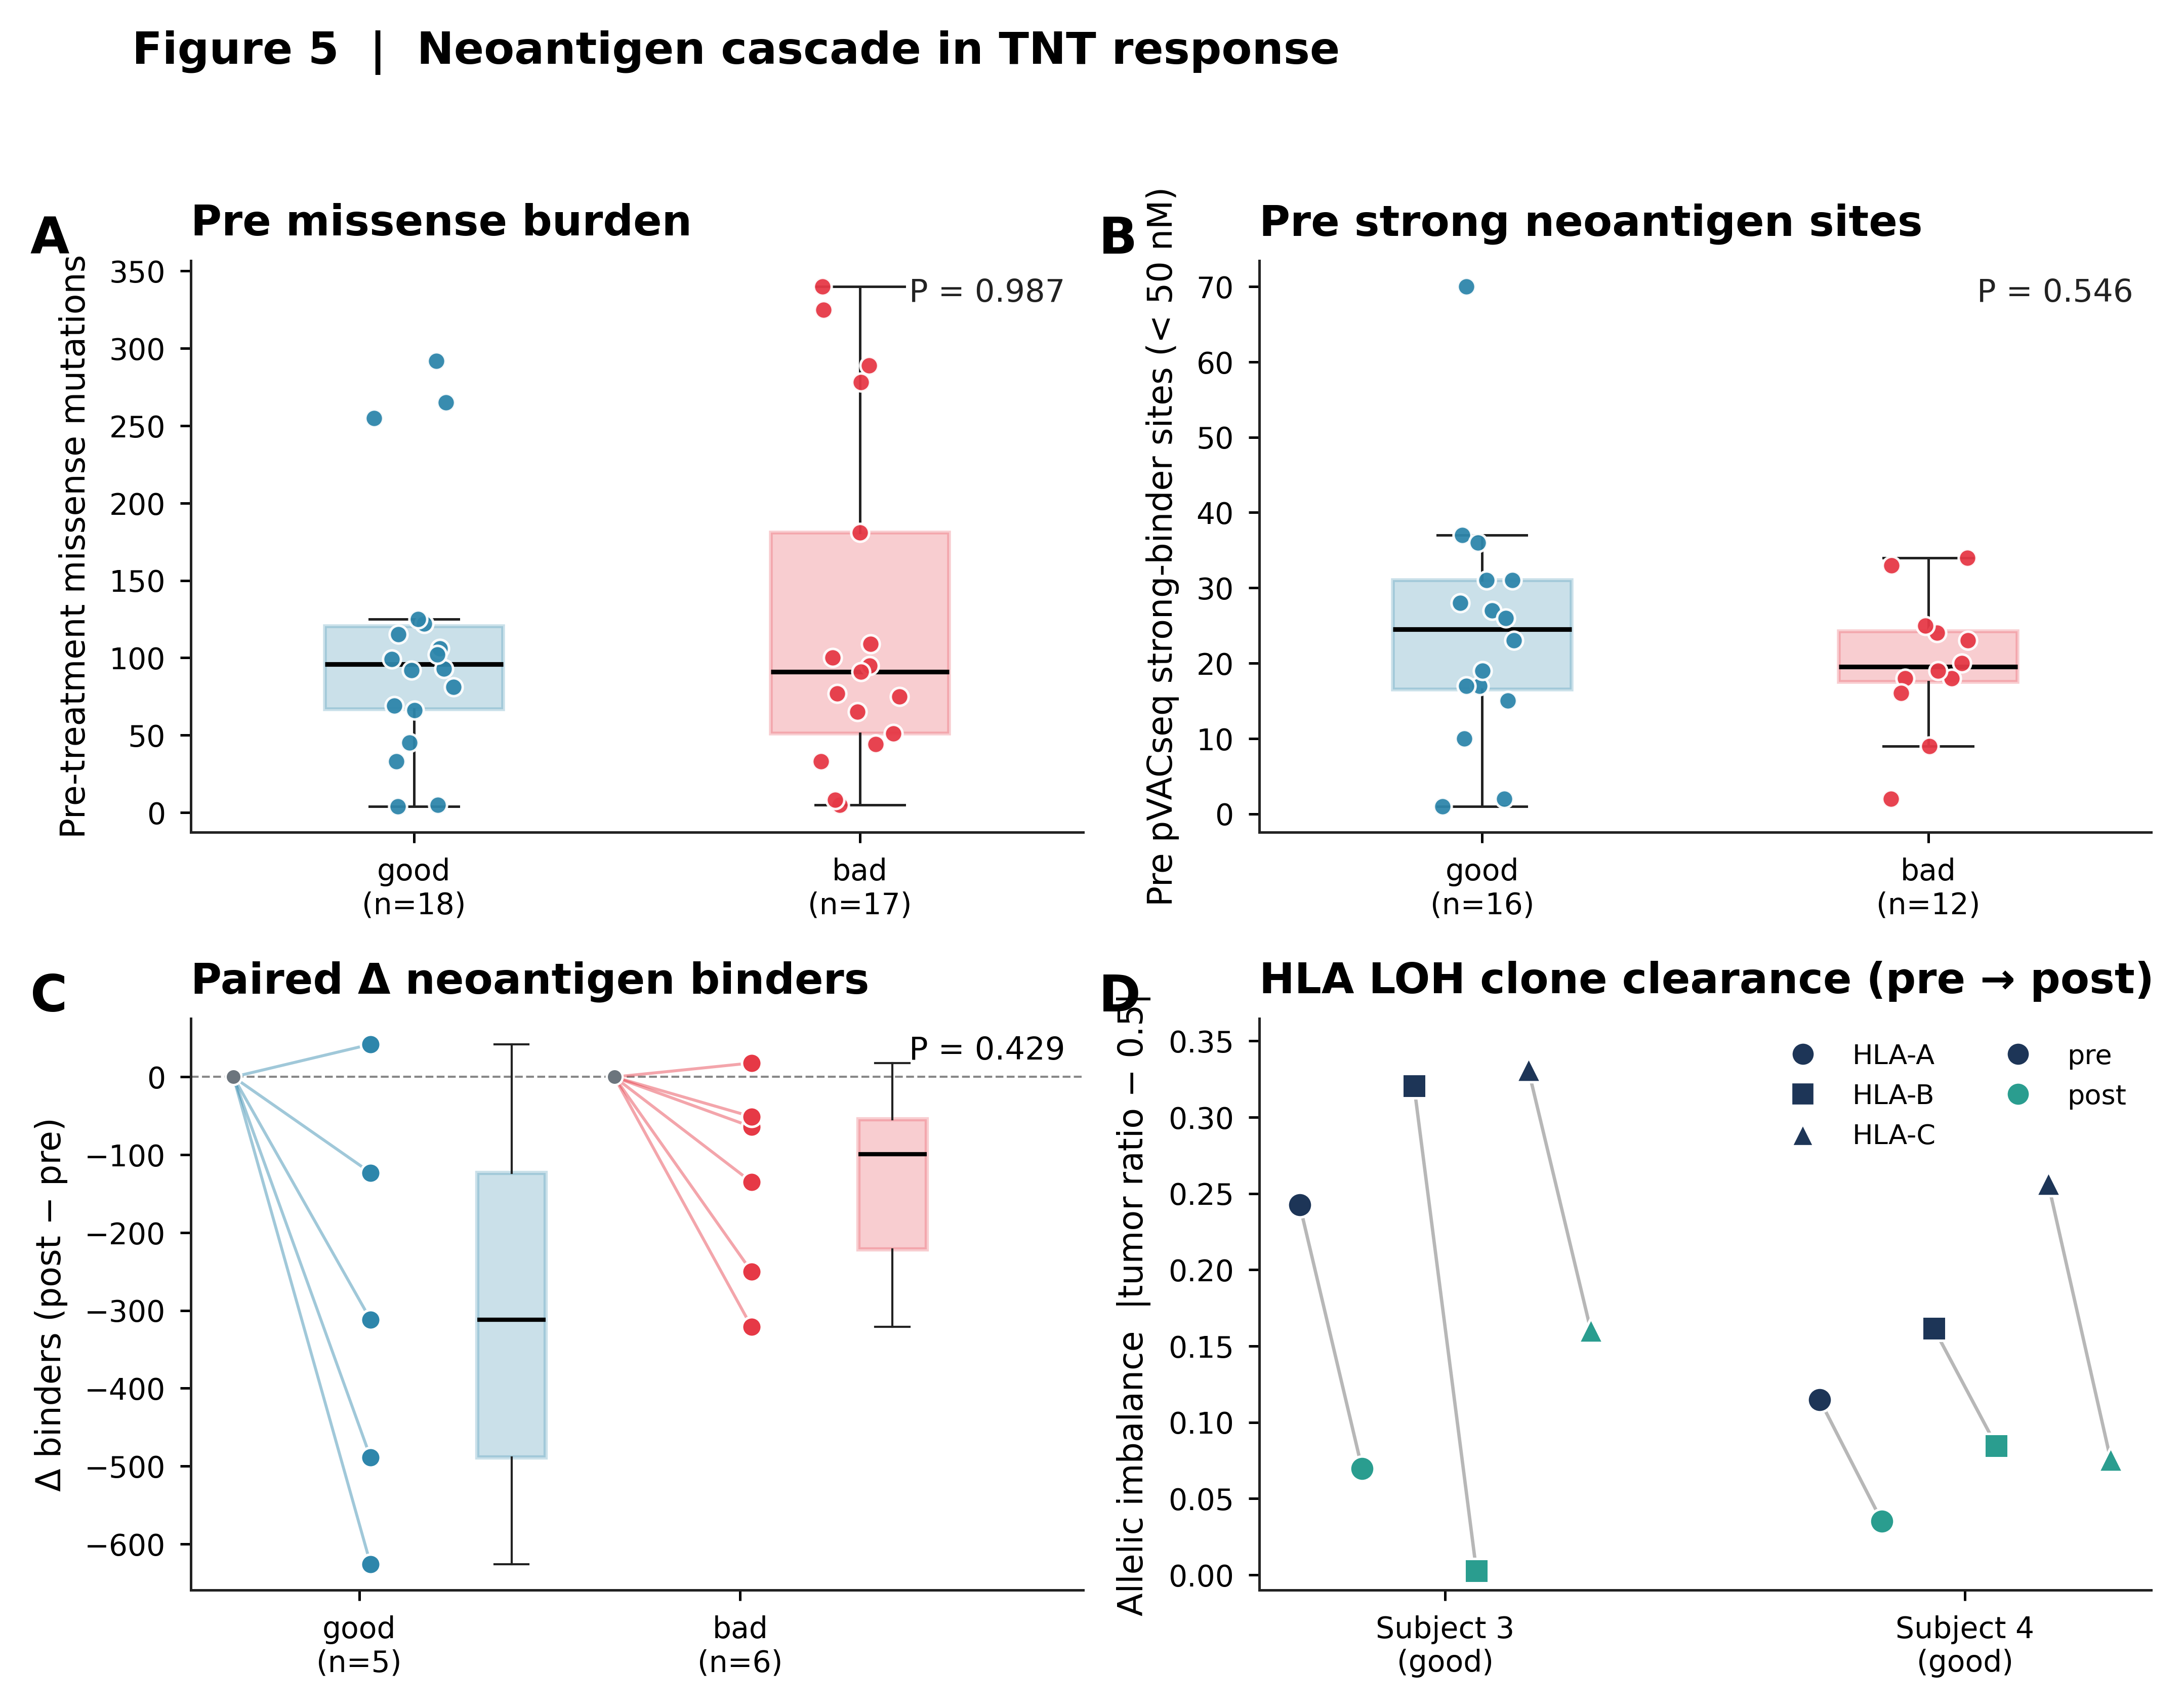 Figure 5 | Neoantigen cascade in TNT response
A
Pre missense burden
Pre-treatment missense mutations
350
300
250
200
150
100
50
0
P = 0.987
good
(n=18)
bad
(n=17)
B
Pre strong neoantigen sites
Pre pVACseq strong-binder sites (< 50 nM)
70
60
50
40
30
20
10
0
P = 0.546
good
(n=16)
bad
(n=12)
C
Paired Δ neoantigen binders
Δ binders (post − pre)
0
−100
−200
−300
−400
−500
−600
P = 0.429
good
(n=5)
bad
(n=6)
D
HLA LOH clone clearance (pre → post)
Allelic imbalance |tumor ratio − 0.5|
0.35
0.30
0.25
0.20
0.15
0.10
0.05
0.00
HLA-A
HLA-B
HLA-C
pre
post
Subject 3
(good)
Subject 4
(good)